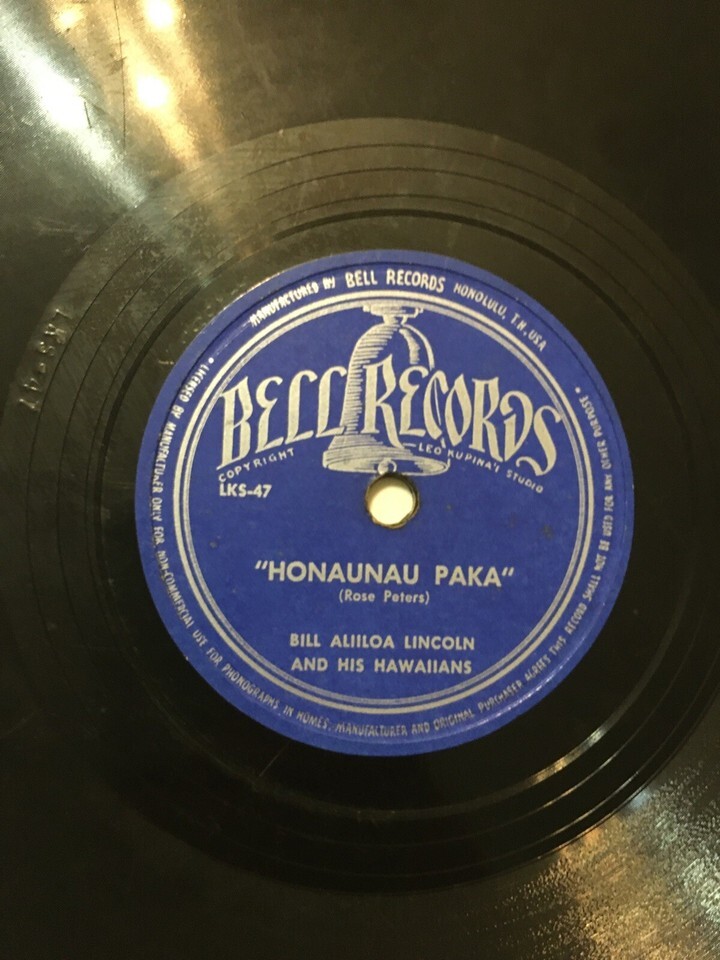 MANUFACTURED BY BELL RECORDS HONOLULU, T.H. USA
BELL RECORDS
COPYRIGHT LEO KUPINA'I STUDIO
LKS-47
"HONAUNAU PAKA"
(Rose Peters)
BILL ALIILOA LINCOLN
AND HIS HAWAIIANS
• LICENSED BY MANUFACTURER ONLY FOR NON-COMMERCIAL USE FOR PHONOGRAPHS IN HOMES. MANUFACTURER AND ORIGINAL PURCHASER AGREES THIS RECORD SHALL NOT BE USED FOR ANY OTHER PURPOSE •
LKS-47